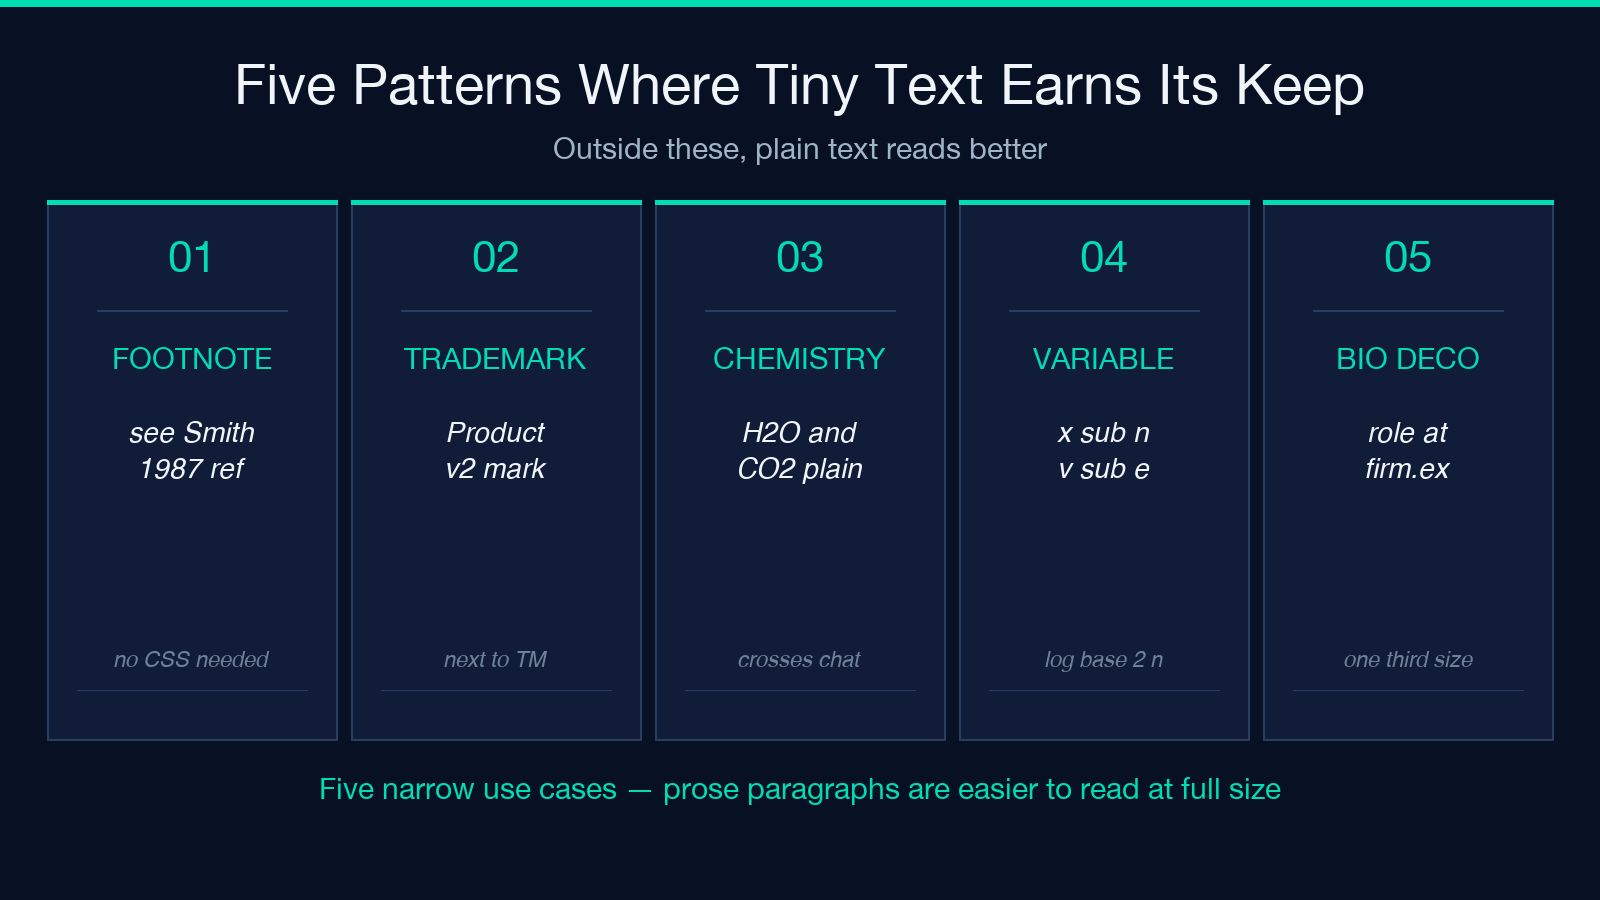 Five Patterns Where Tiny Text Earns Its Keep
Outside these, plain text reads better
01
FOOTNOTE
see Smith
1987 ref
no CSS needed
02
TRADEMARK
Product
v2 mark
next to TM
03
CHEMISTRY
H2O and
CO2 plain
crosses chat
04
VARIABLE
x sub n
v sub e
log base 2 n
05
BIO DECO
role at
firm.ex
one third size
Five narrow use cases — prose paragraphs are easier to read at full size